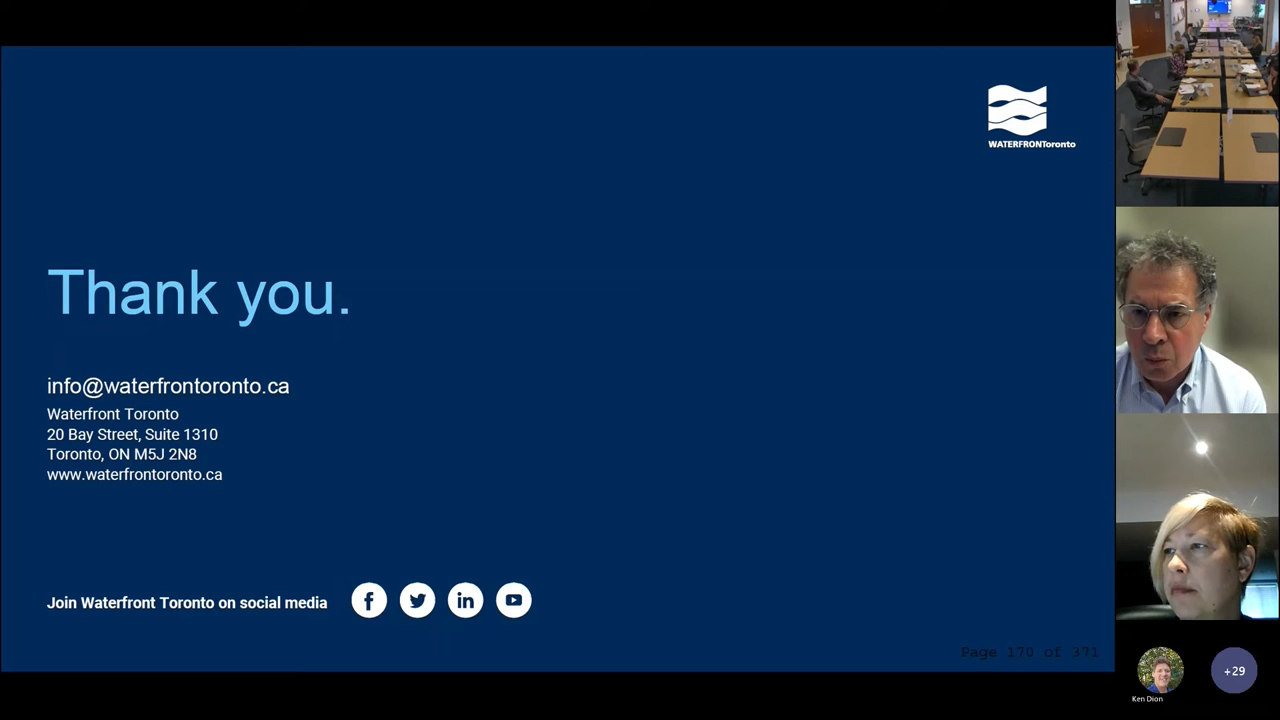 WATERFRONToronto
Thank you.
info@waterfrontoronto.ca
Waterfront Toronto
20 Bay Street, Suite 1310
Toronto, ON M5J 2N8
www.waterfrontoronto.ca
Join Waterfront Toronto on social media
Page 170 of 371
Ken Dion
+29